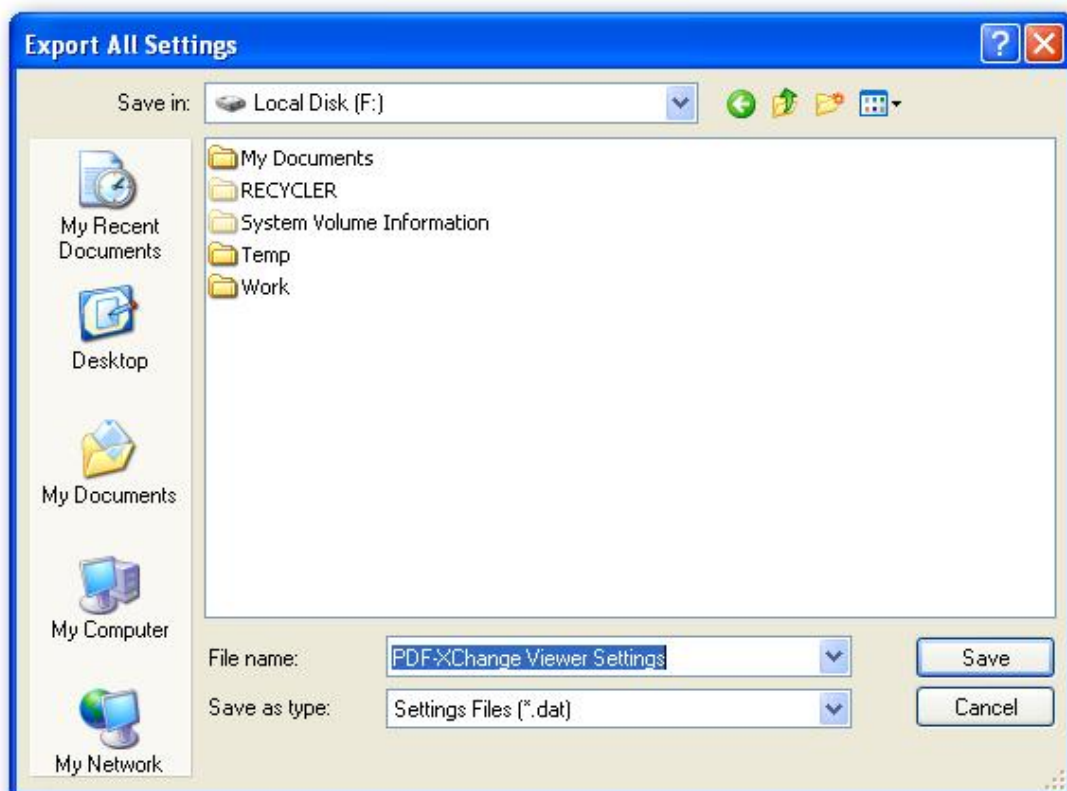 Export All Settings
Save in: Local Disk (F:)
My Recent
Documents
Desktop
My Documents
My Computer
My Network
My Documents
RECYCLER
System Volume Information
Temp
Work
File name: PDF-XChange Viewer Settings Save
Save as type: Settings Files (*.dat) Cancel